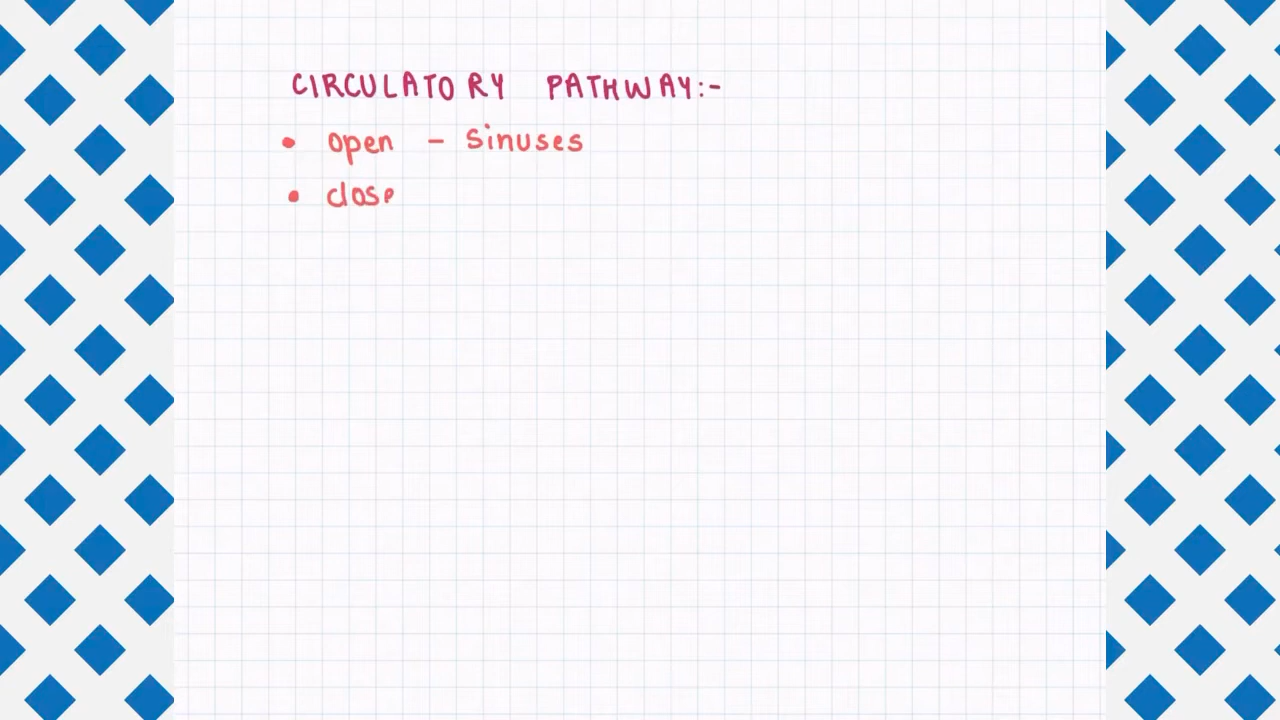 CIRCULATORY PATHWAY:-
• open - Sinuses
• close